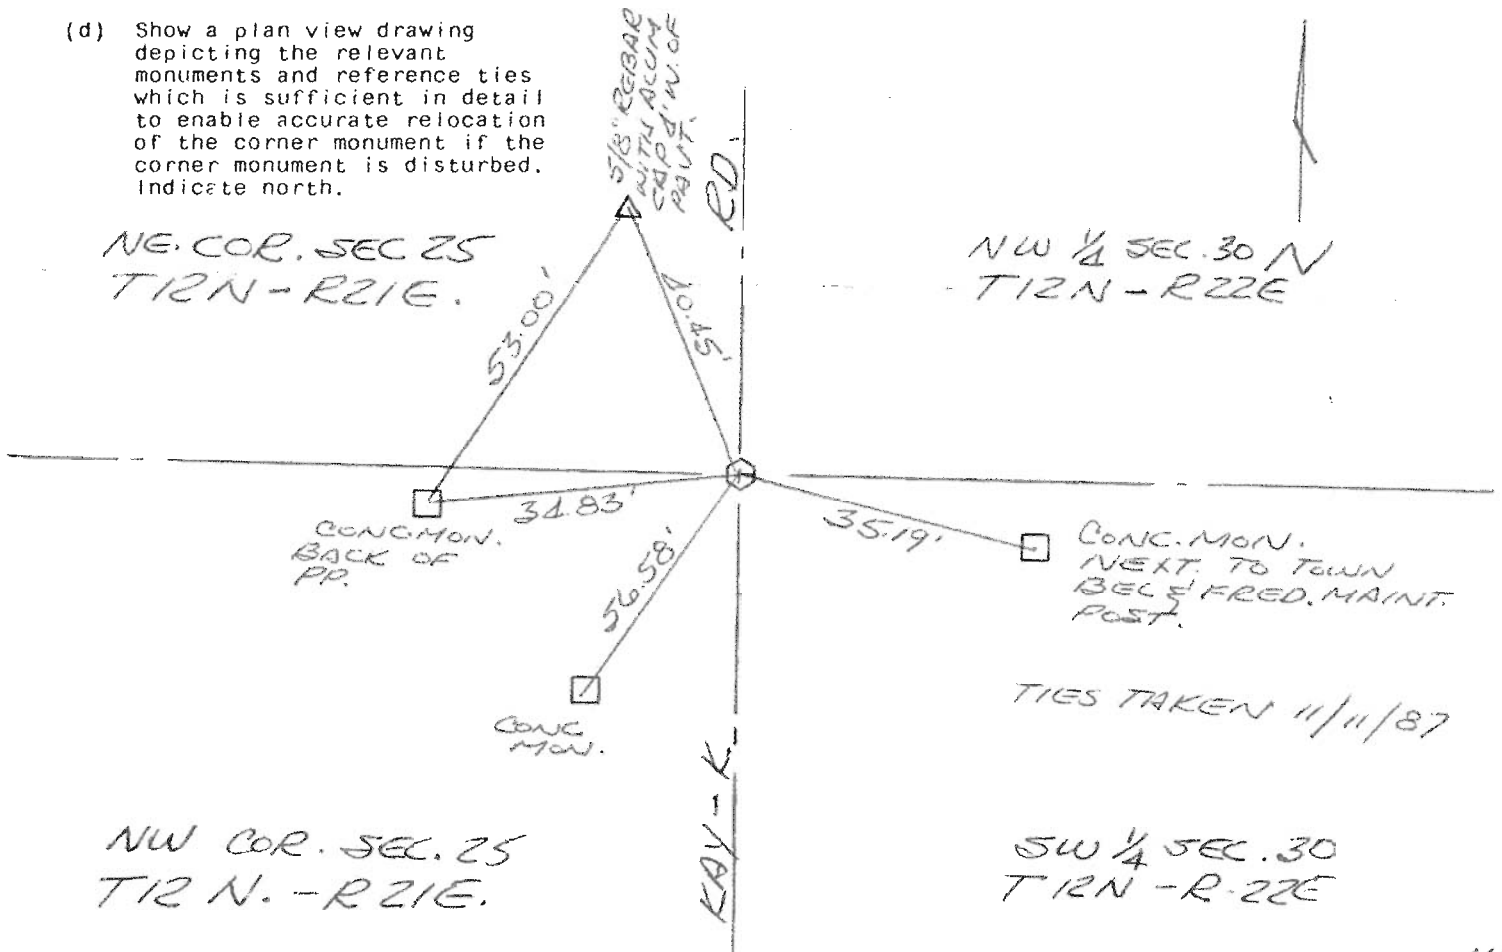 (d) Show a plan view drawing
depicting the relevant
monuments and reference ties
which is sufficient in detail
to enable accurate relocation
of the corner monument if the
corner monument is disturbed.
Indicate north.
5/8" REBAR
WITH ALUM
CAP 4' W. OF
PAVT.
RD.
NE. COR. SEC 25
T12N - R21E.
NW 1/4 SEC. 30
T12N - R22E
N
53.00'
40.45'
34.83'
35.19'
56.58'
CONC. MON.
BACK OF
PP.
CONC. MON.
NEXT. TO TOWN
BEL & FRED. MAINT.
POST.
CONC
MON.
TIES TAKEN 11/11/87
KAY - K
NW COR. SEC. 25
T12 N. - R 21E.
SW 1/4 SEC. 30
T12N - R-22E